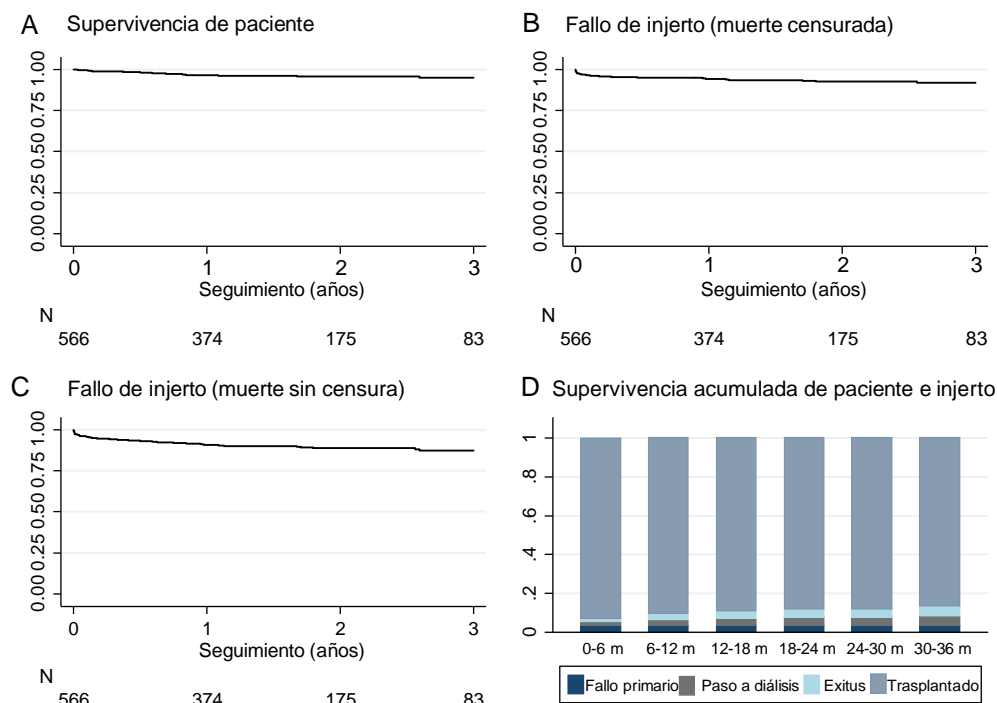 A Supervivencia de paciente
0.00 0.25 0.50 0.75 1.00
0 1 2 3
Seguimiento (años)
N
566 374 175 83
B Fallo de injerto (muerte censurada)
0.00 0.25 0.50 0.75 1.00
0 1 2 3
Seguimiento (años)
N
566 374 175 83
C Fallo de injerto (muerte sin censura)
0.00 0.25 0.50 0.75 1.00
0 1 2 3
Seguimiento (años)
N
566 374 175 83
D Supervivencia acumulada de paciente e injerto
0 .2 .4 .6 .8 1
0-6 m 6-12 m 12-18 m 18-24 m 24-30 m 30-36 m
Fallo primario Paso a diálisis Exitus Trasplantado